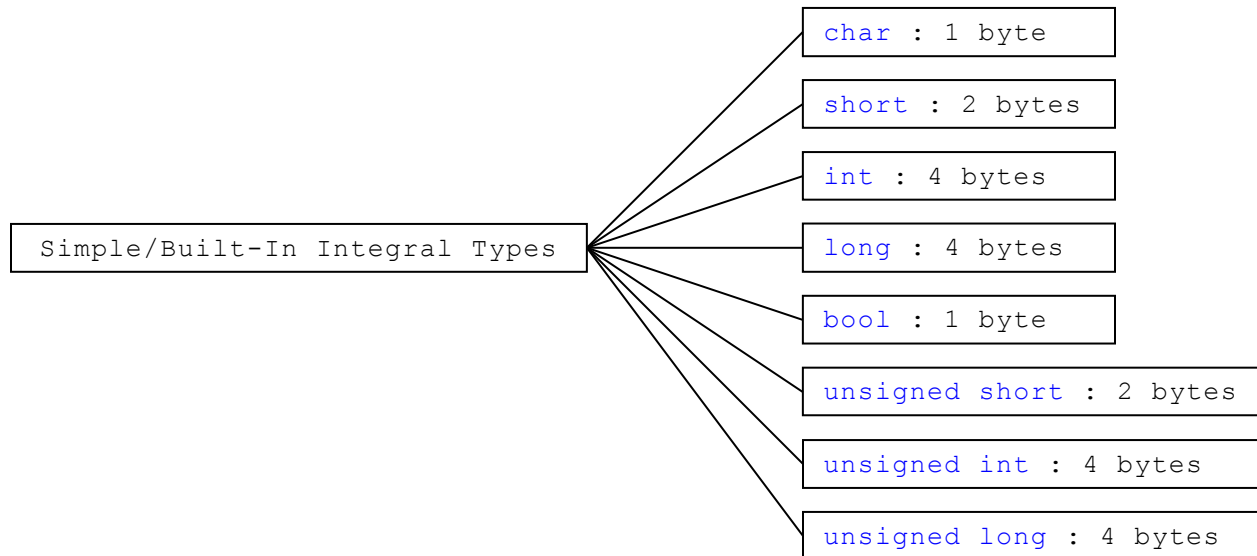 Simple/Built-In Integral Types
char : 1 byte
short : 2 bytes
int : 4 bytes
long : 4 bytes
bool : 1 byte
unsigned short : 2 bytes
unsigned int : 4 bytes
unsigned long : 4 bytes